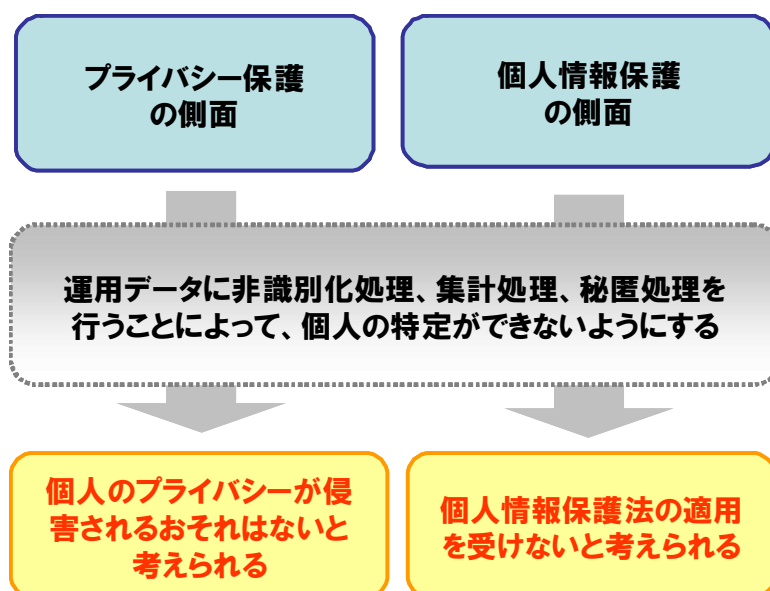 プライバシー保護
の側面
個人情報保護
の側面
運用データに非識別化処理、集計処理、秘匿処理を
行うことによって、個人の特定ができないようにする
個人のプライバシーが侵
害されるおそれはないと
考えられる
個人情報保護法の適用
を受けないと考えられる